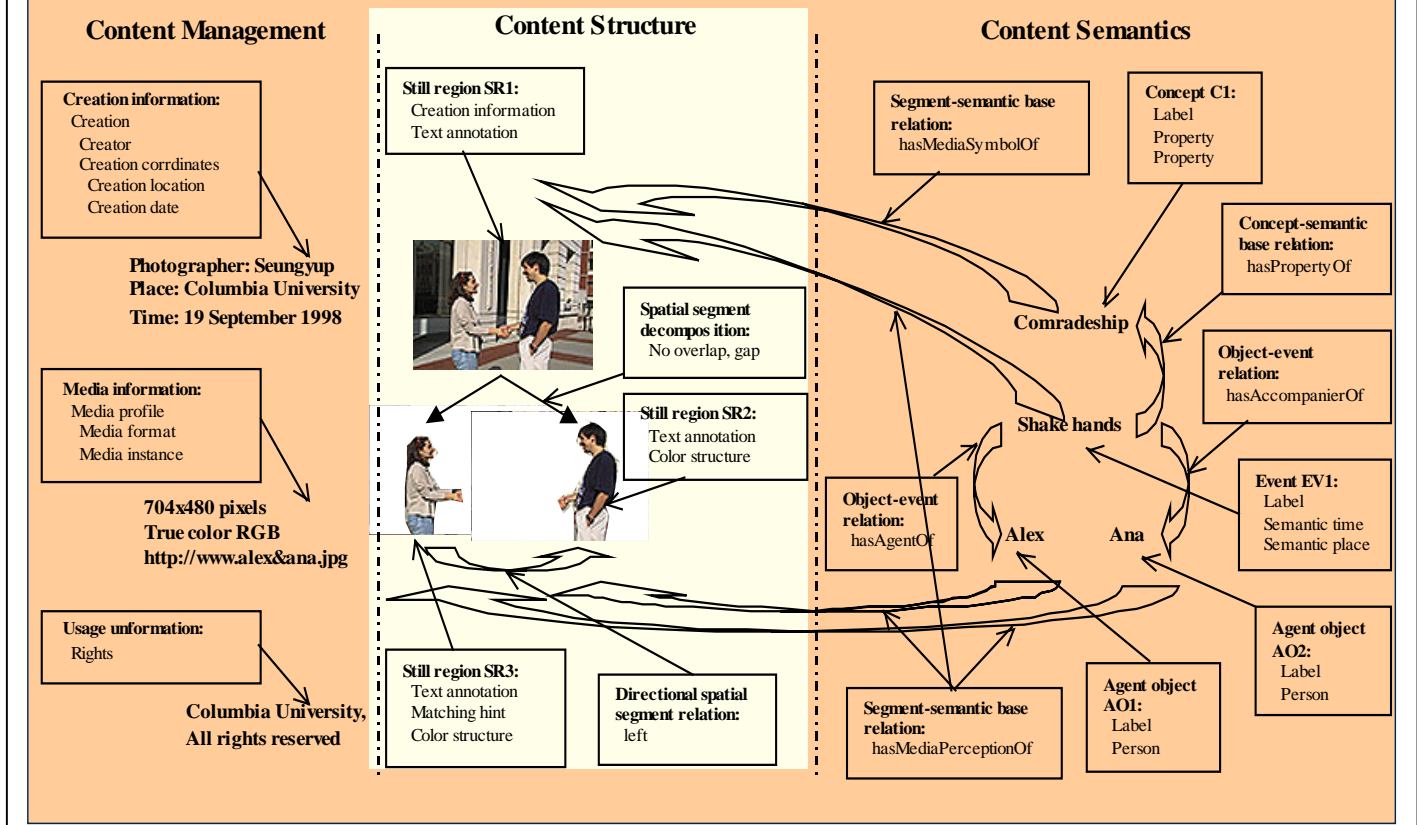 Content Management
Creation information:
Creation
Creator
Creation corrdinates
Creation location
Creation date
Photographer: Seungyup
Place: Columbia University
Time: 19 September 1998
Media information:
Media profile
Media format
Media instance
704x480 pixels
True color RGB
http://www.alex&ana.jpg
Usage unformation:
Rights
Columbia University,
All rights reserved
Content Structure
Still region SR1:
Creation information
Text annotation
Spatial segment
decomposition:
No overlap, gap
Still region SR2:
Text annotation
Color structure
Still region SR3:
Text annotation
Matching hint
Color structure
Directional spatial
segment relation:
left
Content Semantics
Segment-semantic base
relation:
hasMediaSymbolOf
Concept C1:
Label
Property
Property
Concept-semantic
base relation:
hasPropertyOf
Comradeship
Object-event
relation:
hasAccompanierOf
Shake hands
Object-event
relation:
hasAgentOf
Alex
Ana
Event EV1:
Label
Semantic time
Semantic place
Segment-semantic base
relation:
hasMediaPerceptionOf
Agent object
AO1:
Label
Person
Agent object
AO2:
Label
Person